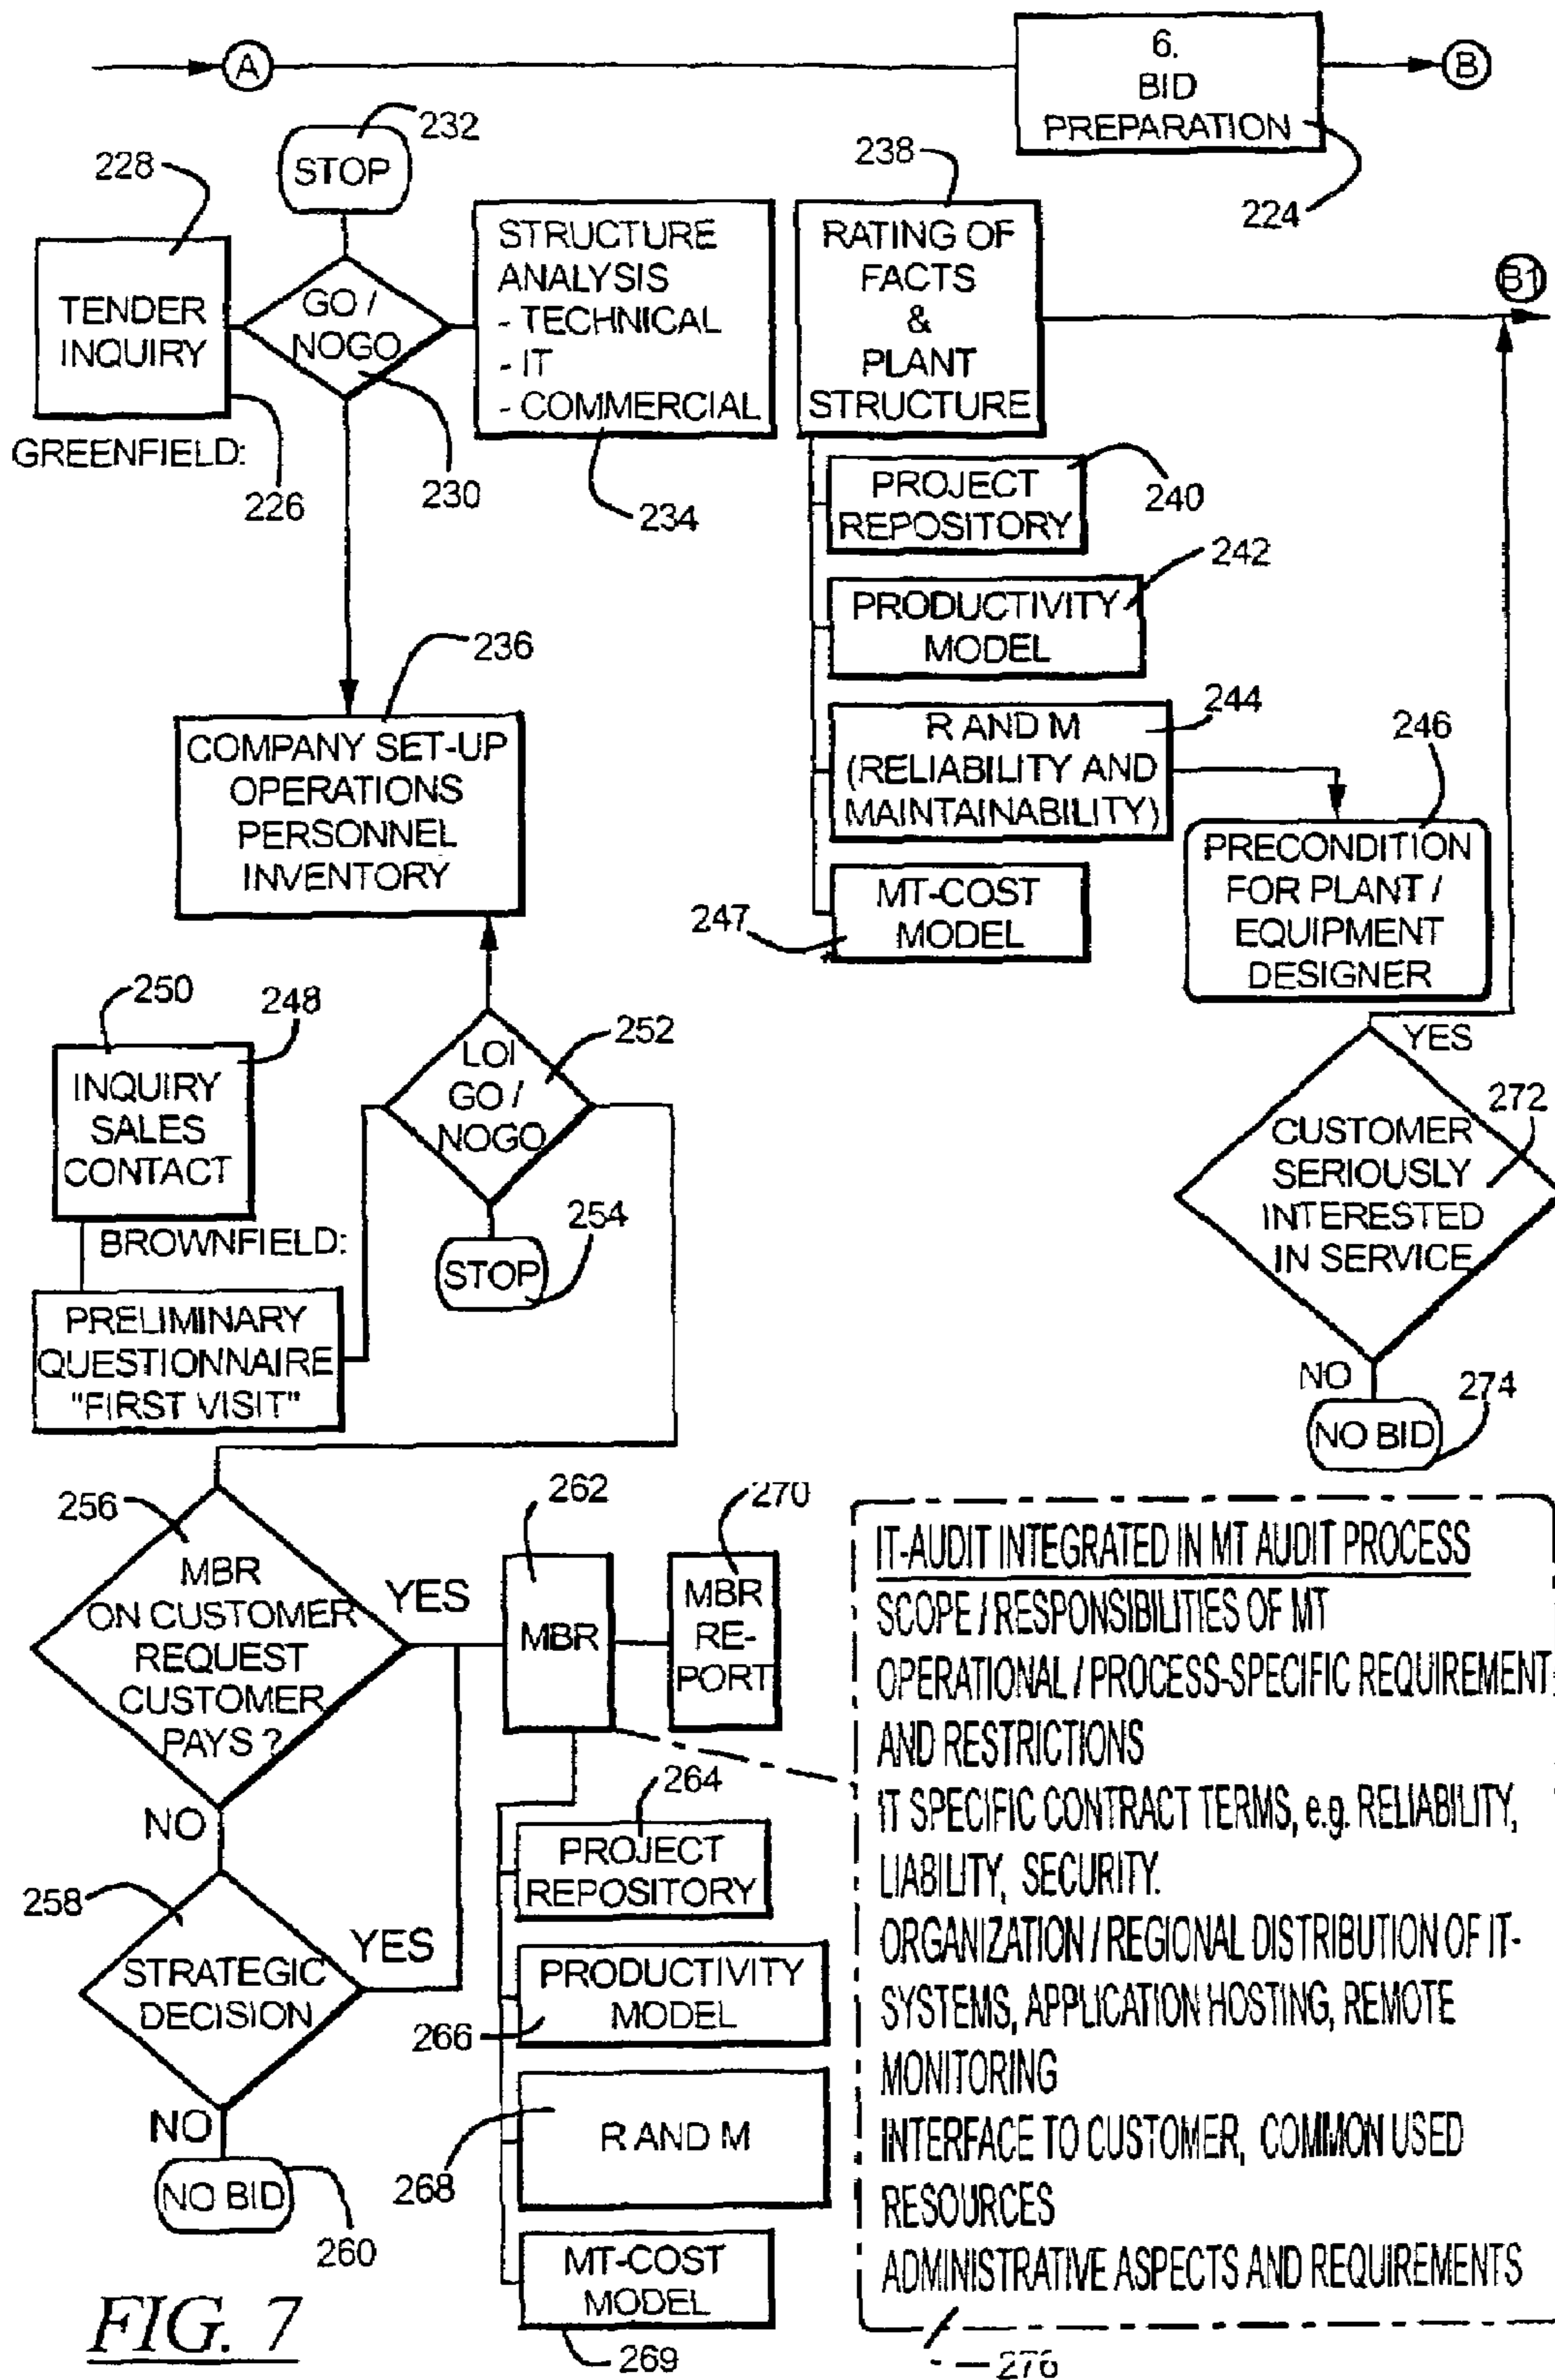 A
6.
BID
PREPARATION
B
224
232
STOP
228
TENDER
INQUIRY
GREENFIELD:
226
GO /
NOGO
230
STRUCTURE
ANALYSIS
- TECHNICAL
- IT
- COMMERCIAL
234
238
RATING OF
FACTS
&
PLANT
STRUCTURE
B1
PROJECT
REPOSITORY
240
242
PRODUCTIVITY
MODEL
R AND M
(RELIABILITY AND
MAINTAINABILITY)
244
246
PRECONDITION
FOR PLANT /
EQUIPMENT
DESIGNER
MT-COST
MODEL
247
236
COMPANY SET-UP
OPERATIONS
PERSONNEL
INVENTORY
250
248
INQUIRY
SALES
CONTACT
BROWNFIELD:
LOI
GO /
NOGO
252
STOP
254
PRELIMINARY
QUESTIONNAIRE
"FIRST VISIT"
YES
CUSTOMER
SERIOUSLY
INTERESTED
IN SERVICE
272
NO
NO BID
274
256
MBR
ON CUSTOMER
REQUEST
CUSTOMER
PAYS ?
YES
NO
258
STRATEGIC
DECISION
YES
NO
NO BID
260
262
MBR
270
MBR
RE-
PORT
264
PROJECT
REPOSITORY
PRODUCTIVITY
MODEL
266
R AND M
268
MT-COST
MODEL
269
IT-AUDIT INTEGRATED IN MT AUDIT PROCESS
SCOPE / RESPONSIBILITIES OF MT
OPERATIONAL / PROCESS-SPECIFIC REQUIREMENT
AND RESTRICTIONS
IT SPECIFIC CONTRACT TERMS, e.g. RELIABILITY,
LIABILITY, SECURITY.
ORGANIZATION / REGIONAL DISTRIBUTION OF IT-
SYSTEMS, APPLICATION HOSTING, REMOTE
MONITORING
INTERFACE TO CUSTOMER, COMMON USED
RESOURCES
ADMINISTRATIVE ASPECTS AND REQUIREMENTS
276
FIG. 7